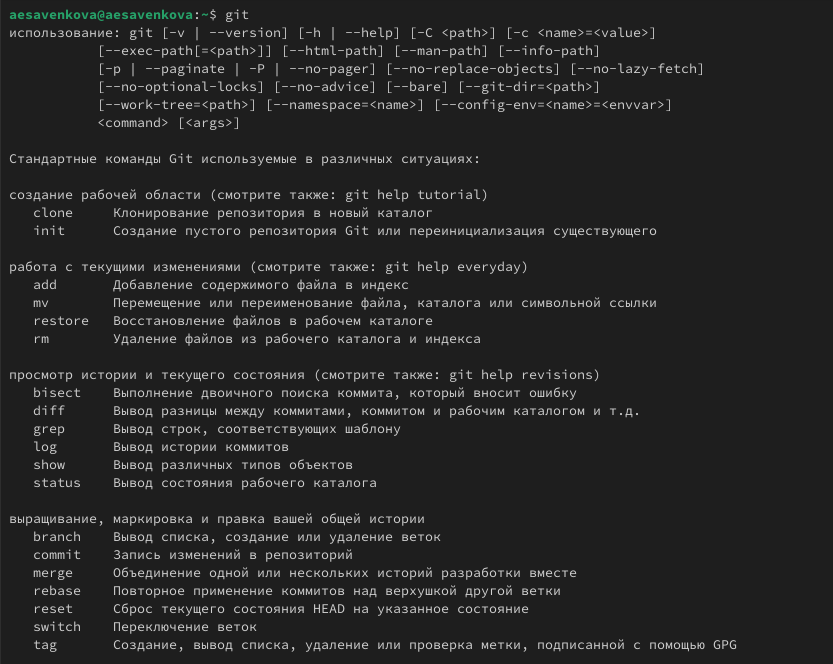 aesavenkova@aesavenkova:~$ git
использование: git [-v | --version] [-h | --help] [-C <path>] [-c <name>=<value>]
           [--exec-path[=<path>]] [--html-path] [--man-path] [--info-path]
           [-p | --paginate | -P | --no-pager] [--no-replace-objects] [--no-lazy-fetch]
           [--no-optional-locks] [--no-advice] [--bare] [--git-dir=<path>]
           [--work-tree=<path>] [--namespace=<name>] [--config-env=<name>=<envvar>]
           <command> [<args>]

Стандартные команды Git используемые в различных ситуациях:

создание рабочей области (смотрите также: git help tutorial)
   clone     Клонирование репозитория в новый каталог
   init      Создание пустого репозитория Git или переинициализация существующего

работа с текущими изменениями (смотрите также: git help everyday)
   add       Добавление содержимого файла в индекс
   mv        Перемещение или переименование файла, каталога или символьной ссылки
   restore   Восстановление файлов в рабочем каталоге
   rm        Удаление файлов из рабочего каталога и индекса

просмотр истории и текущего состояния (смотрите также: git help revisions)
   bisect    Выполнение двоичного поиска коммита, который вносит ошибку
   diff      Вывод разницы между коммитами, коммитом и рабочим каталогом и т.д.
   grep      Вывод строк, соответствующих шаблону
   log       Вывод истории коммитов
   show      Вывод различных типов объектов
   status    Вывод состояния рабочего каталога

выращивание, маркировка и правка вашей общей истории
   branch    Вывод списка, создание или удаление веток
   commit    Запись изменений в репозиторий
   merge     Объединение одной или нескольких историй разработки вместе
   rebase    Повторное применение коммитов над верхушкой другой ветки
   reset     Сброс текущего состояния HEAD на указанное состояние
   switch    Переключение веток
   tag       Создание, вывод списка, удаление или проверка метки, подписанной с помощью GPG